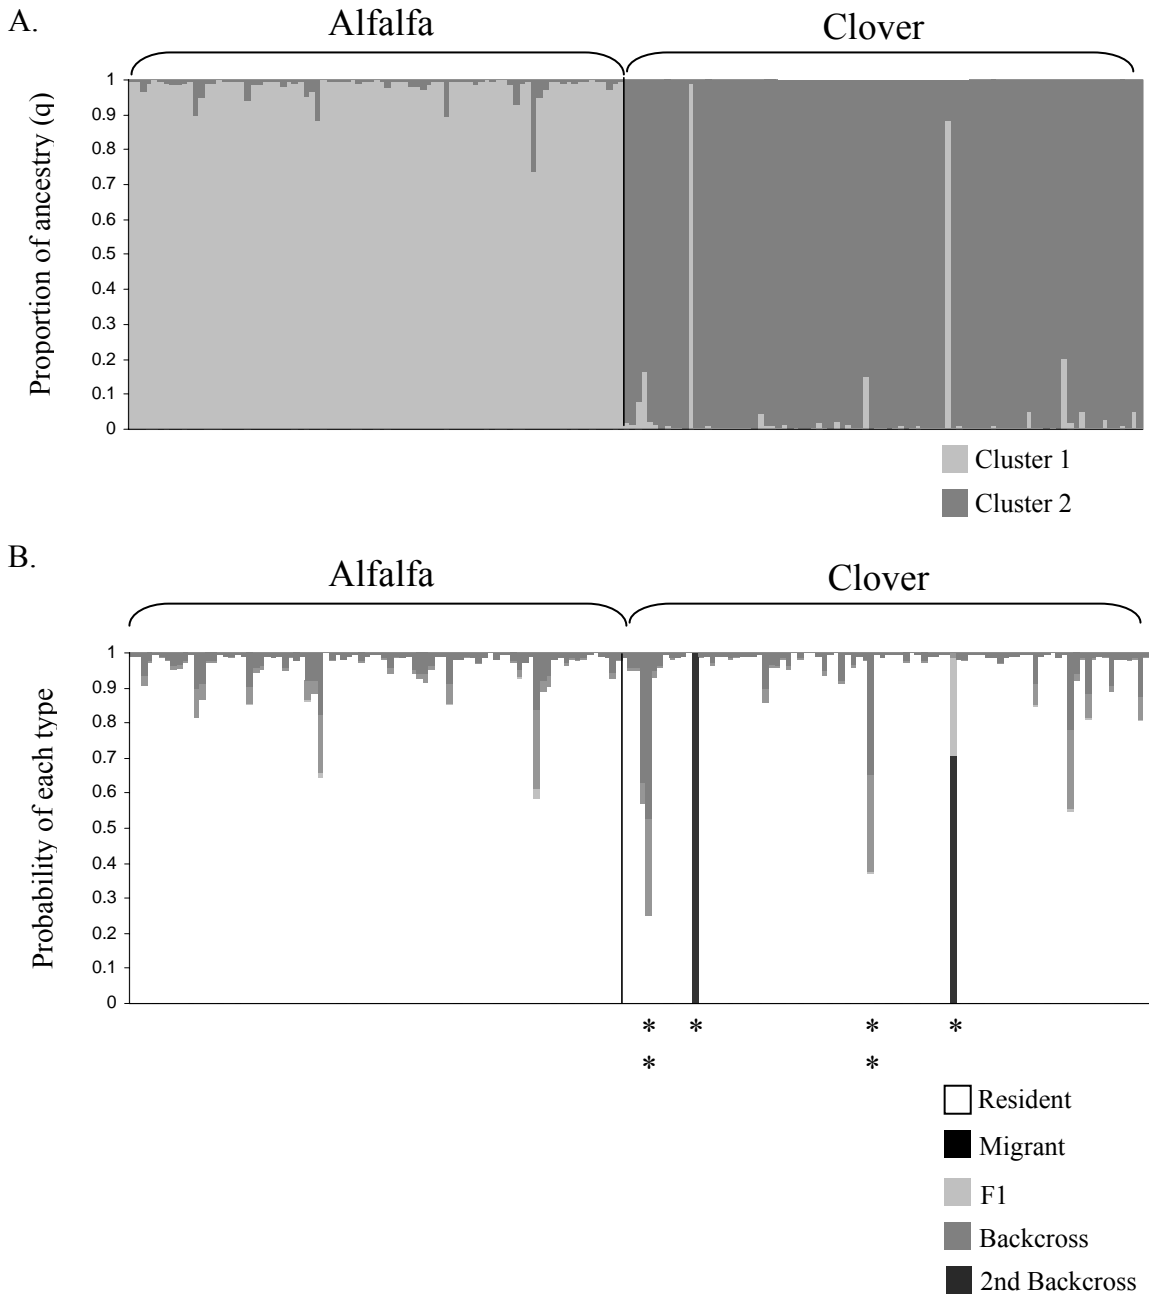 A.
Alfalfa
Clover
Proportion of ancestry (q)
1
0.9
0.8
0.7
0.6
0.5
0.4
0.3
0.2
0.1
0
Cluster 1
Cluster 2
B.
Alfalfa
Clover
Probability of each type
1
0.9
0.8
0.7
0.6
0.5
0.4
0.3
0.2
0.1
0
* * * *
* *
Resident
Migrant
F1
Backcross
2nd Backcross